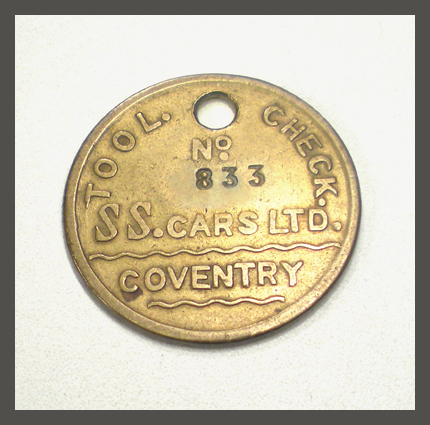 TOOL. CHECK.
No
833
SS. CARS LTD.
COVENTRY